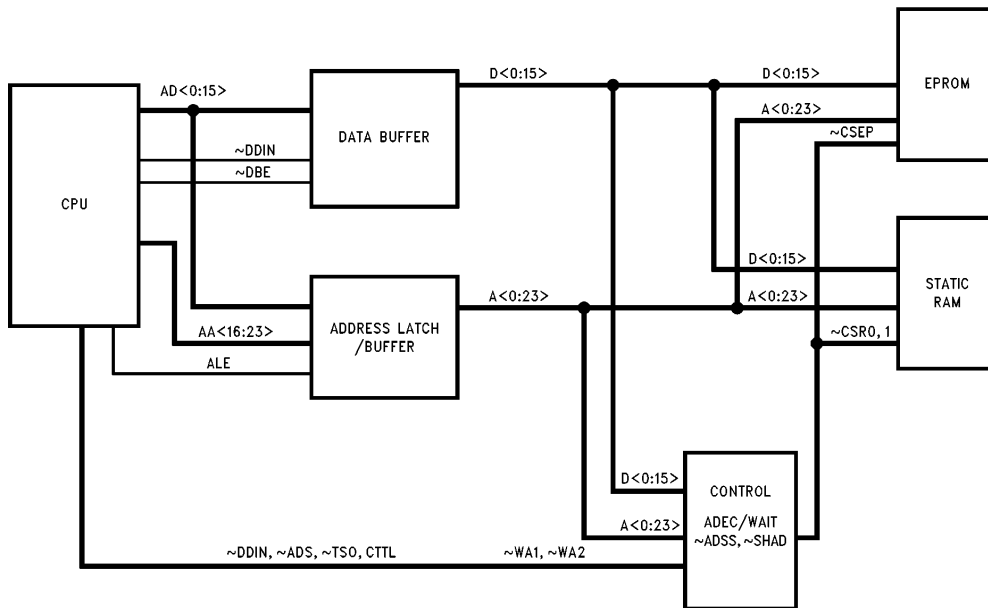 D<0:15>
D<0:15>
EPROM
AD<0:15>
A<0:23>
~CSEP
DATA BUFFER
~DDIN
~DBE
CPU
D<0:15>
STATIC
RAM
A<0:23>
A<0:23>
ADDRESS LATCH
/BUFFER
AA<16:23>
~CSR0, 1
ALE
D<0:15>
CONTROL
A<0:23>
ADEC/WAIT
~ADSS, ~SHAD
~DDIN, ~ADS, ~TSO, CTTL
~WA1, ~WA2